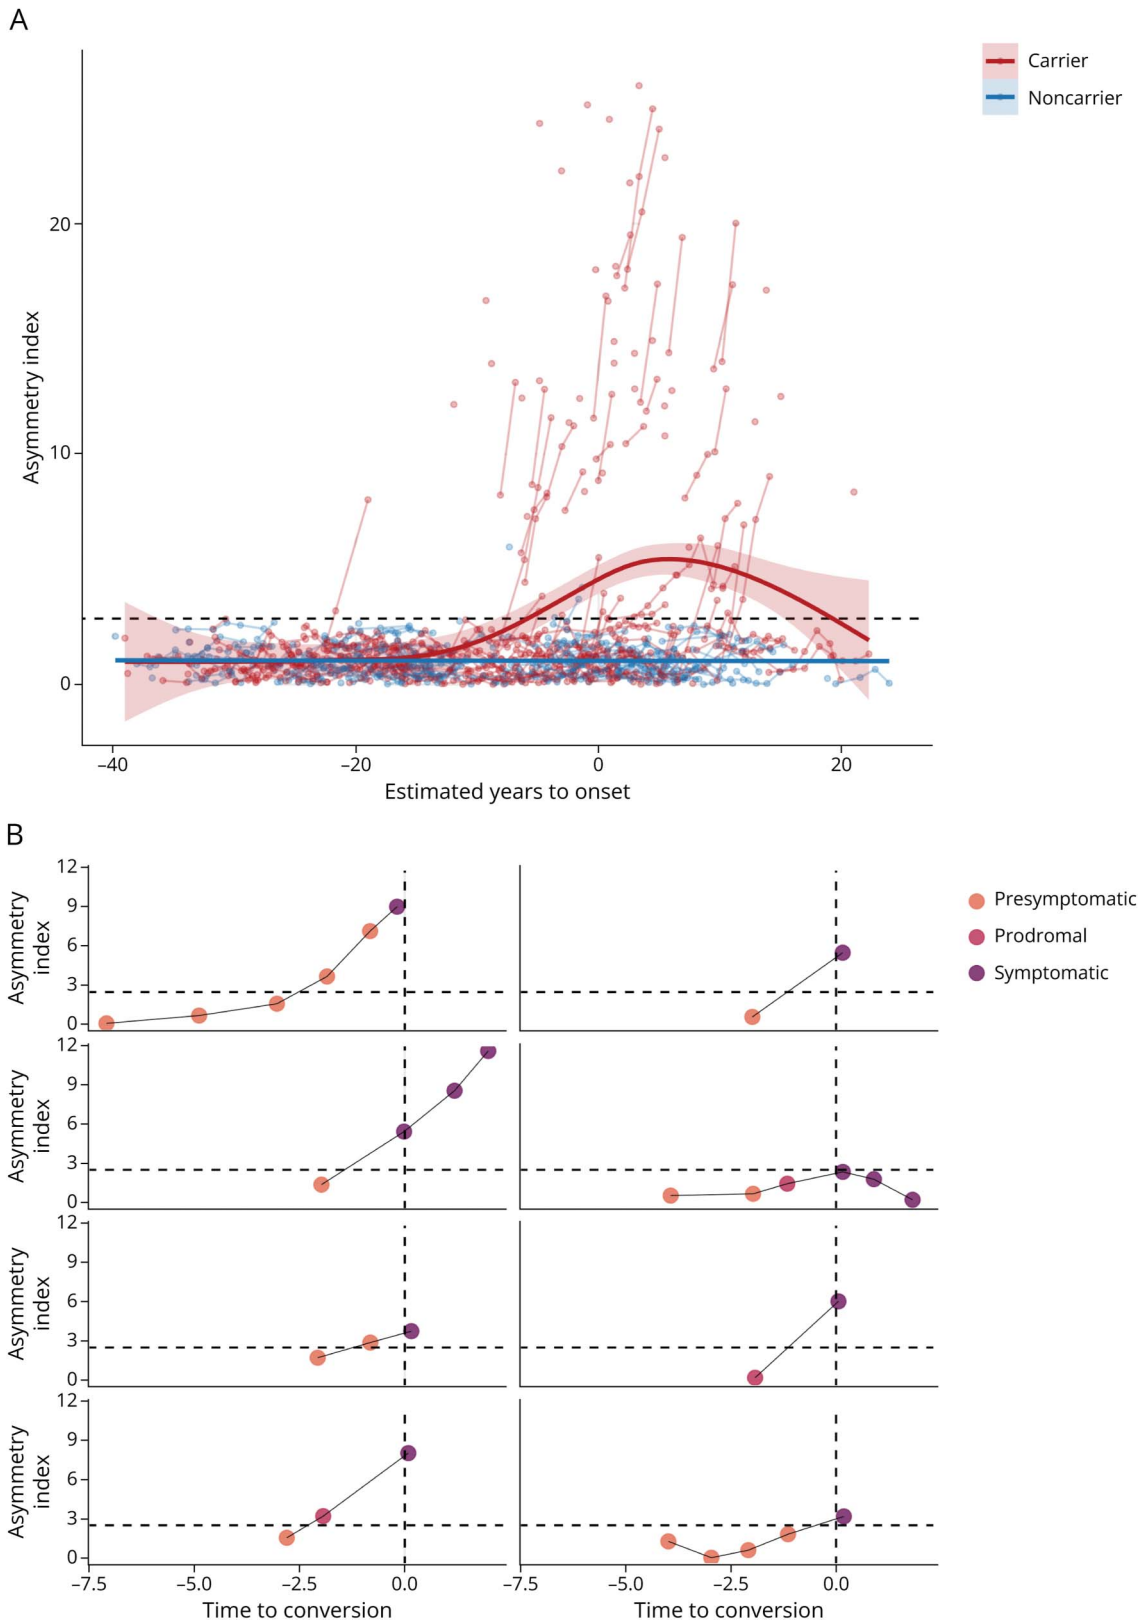 A
Carrier
Noncarrier
Asymmetry index
20
10
0
–40
–20
0
20
Estimated years to onset
B
Presymptomatic
Prodromal
Symptomatic
Asymmetry
index
12
9
6
3
0
Asymmetry
index
12
9
6
3
0
Asymmetry
index
12
9
6
3
0
Asymmetry
index
12
9
6
3
0
–7.5
–5.0
–2.5
0.0
–7.5
–5.0
–2.5
0.0
Time to conversion
Time to conversion